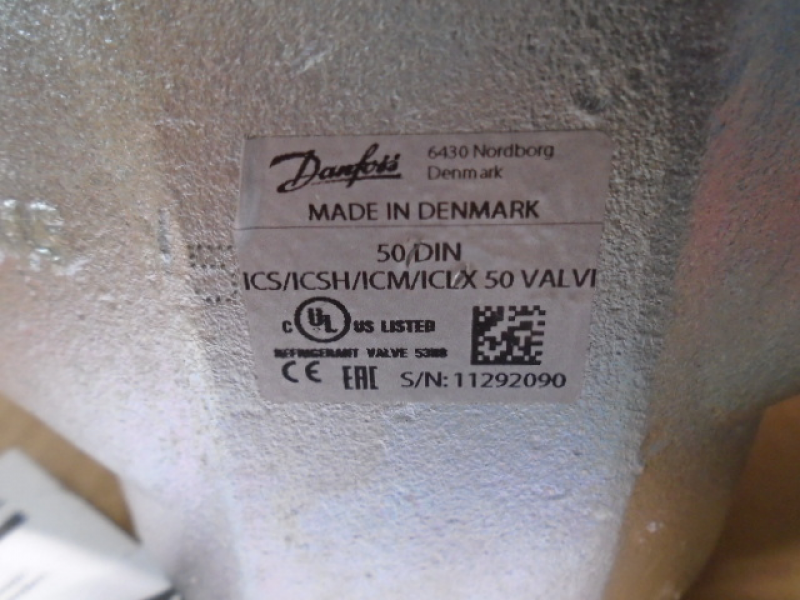 Danfoss
6430 Nordborg
Denmark
MADE IN DENMARK
50/DIN
ICS/ICSH/ICM/ICLX 50 VALVI
C UL US LISTED
REFRIGERANT VALVE
CE EAC S/N: 11292090